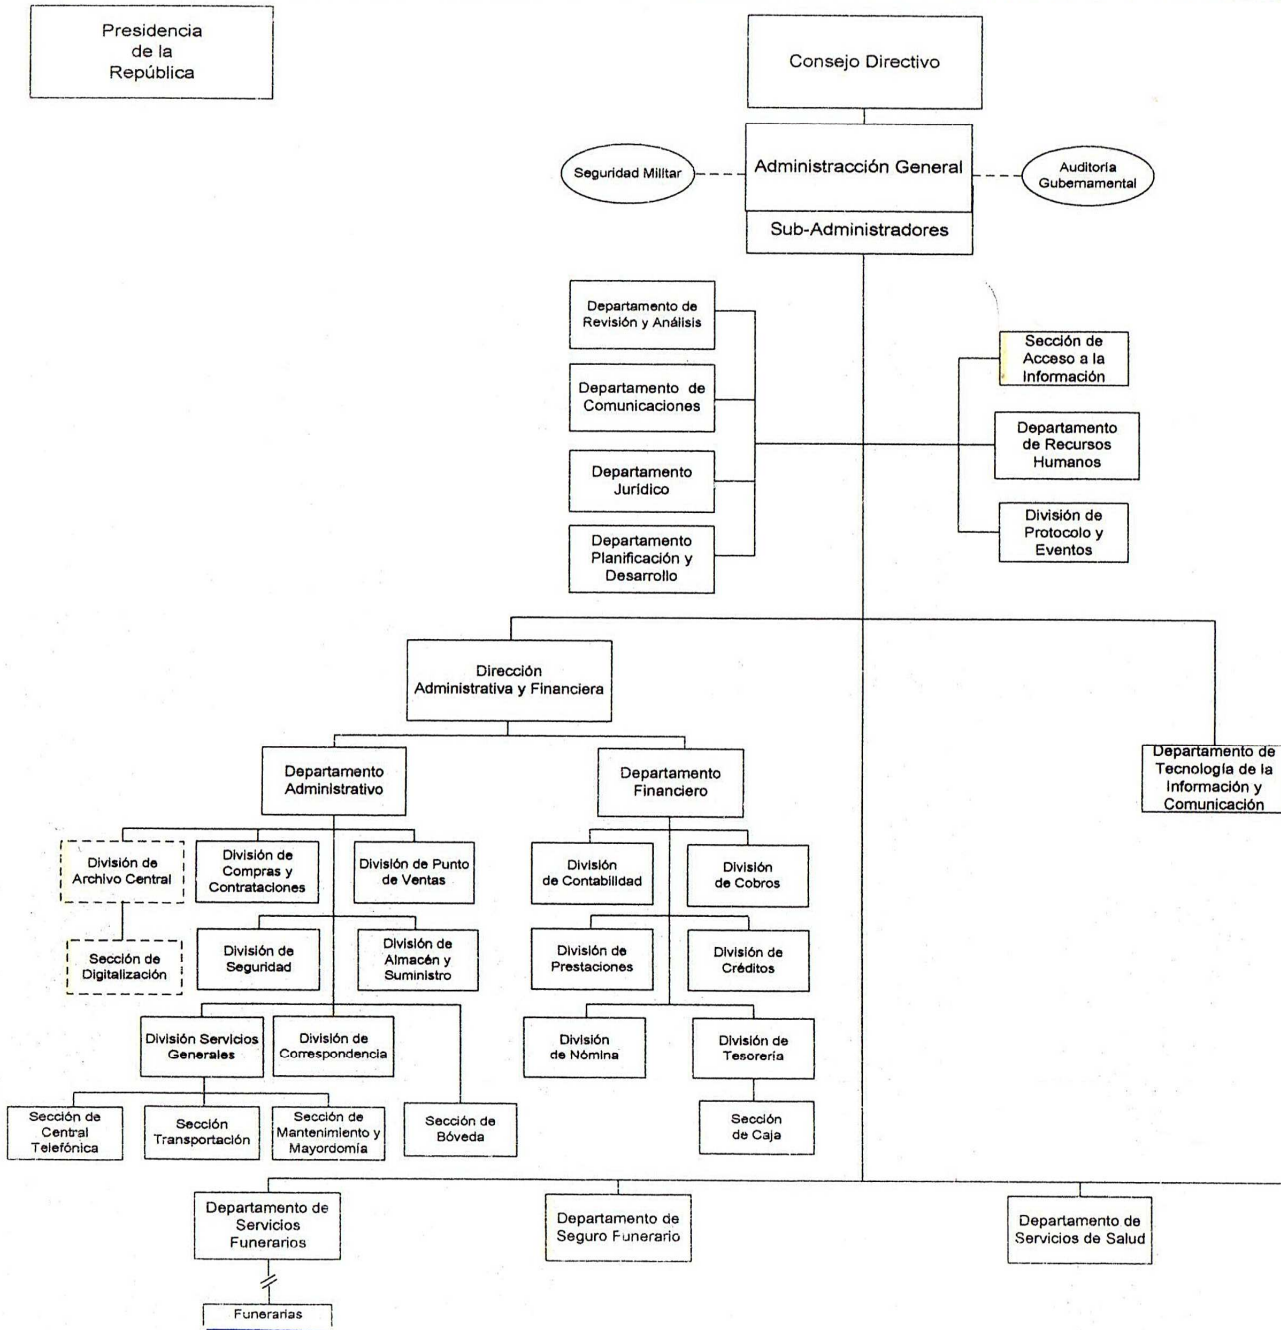 Presidencia
de la
República
Consejo Directivo
Seguridad Militar
Administracción General
Auditoría
Gubernamental
Sub-Administradores
Departamento de
Revisión y Análisis
Departamento de
Comunicaciones
Departamento
Jurídico
Departamento
Planificación y
Desarrollo
Sección de
Acceso a la
Información
Departamento
de Recursos
Humanos
División de
Protocolo y
Eventos
Dirección
Administrativa y Financiera
Departamento de
Tecnología de la
Información y
Comunicación
Departamento
Administrativo
Departamento
Financiero
División de
Archivo Central
División de
Compras y
Contrataciones
División de Punto
de Ventas
División
de Contabilidad
División
de Cobros
Sección de
Digitalización
División de
Seguridad
División de
Almacén y
Suministro
División de
Prestaciones
División de
Créditos
División Servicios
Generales
División de
Correspondencia
División
de Nómina
División de
Tesorería
Sección de
Central
Telefónica
Sección
Transportación
Sección de
Mantenimiento y
Mayordomía
Sección de
Bóveda
Sección
de Caja
Departamento de
Servicios
Funerarios
Departamento de
Seguro Funerario
Departamento de
Servicios de Salud
Funerarias